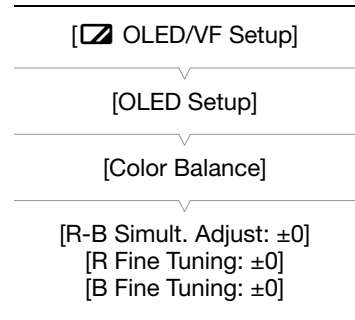 [OLED/VF Setup]
[OLED Setup]
[Color Balance]
[R-B Simult. Adjust: ±0]
[R Fine Tuning: ±0]
[B Fine Tuning: ±0]